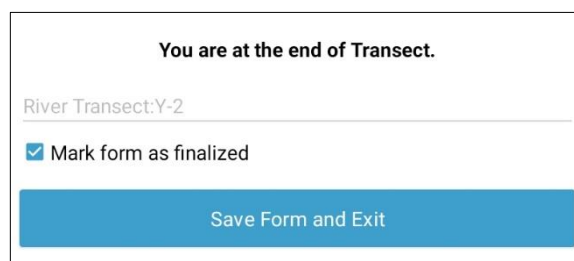 You are at the end of Transect.
River Transect:Y-2
Mark form as finalized
Save Form and Exit